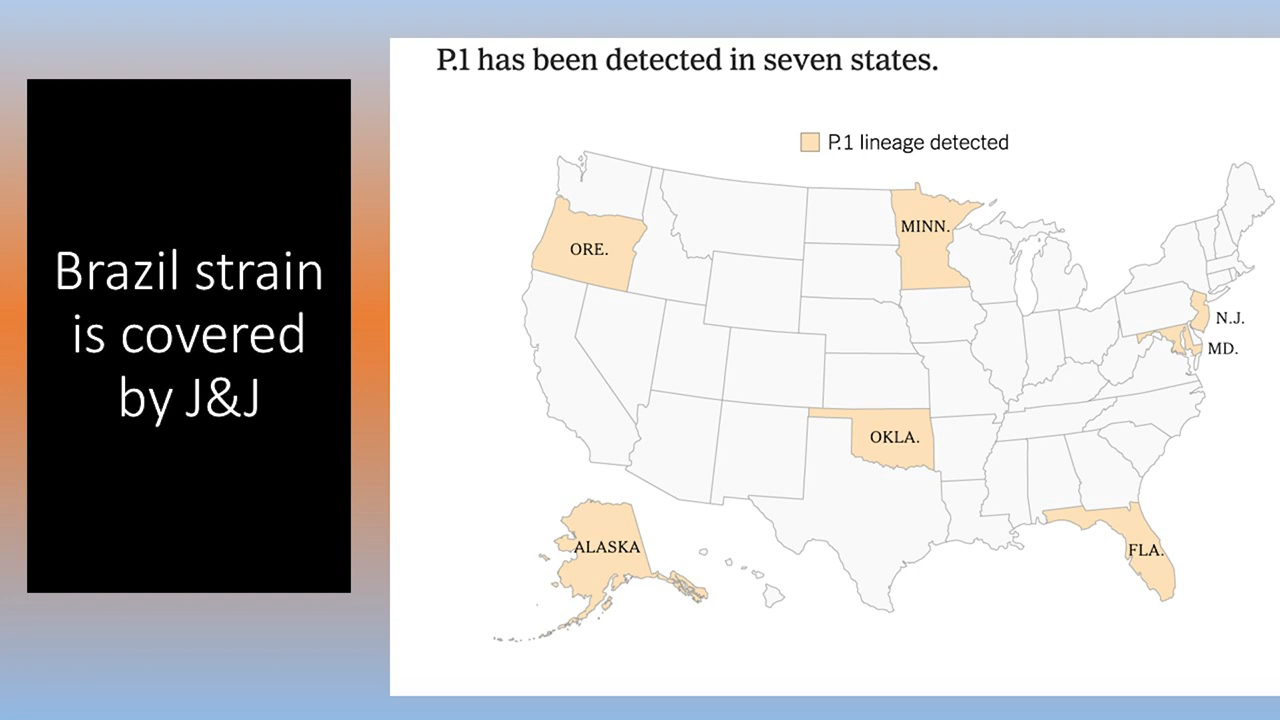 Brazil strain
is covered
by J&J
P.1 has been detected in seven states.
P.1 lineage detected
MINN.
ORE.
N.J.
MD.
OKLA.
ALASKA
FLA.